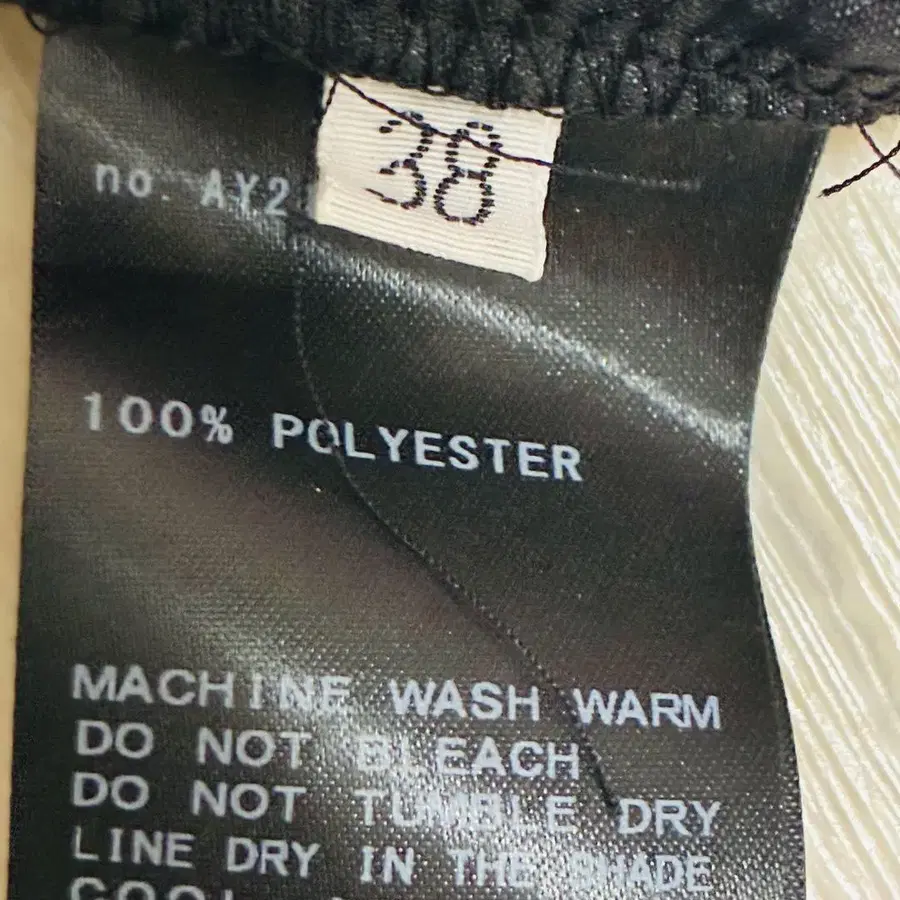 38
no. AY2
100% POLYESTER
MACHINE WASH WARM
DO NOT BLEACH
DO NOT TUMBLE DRY
LINE DRY IN THE SHADE
COOL